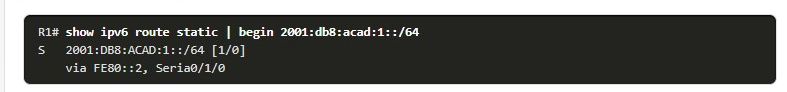 R1# show ipv6 route static | begin 2001:db8:acad:1::/64
S   2001:DB8:ACAD:1::/64 [1/0]
    via FE80::2, Seria0/1/0